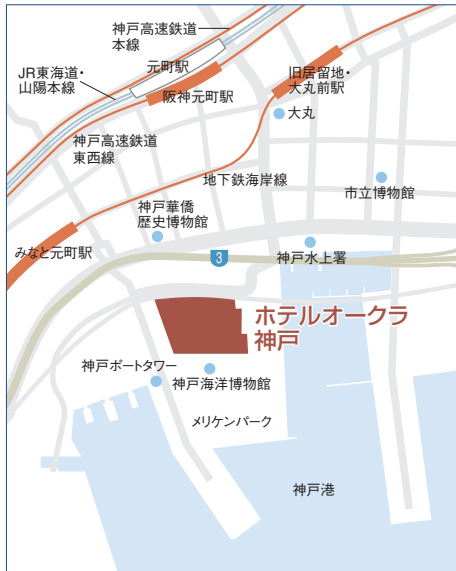 神戸高速鉄道
本線
元町駅
JR東海道・
山陽本線
阪神元町駅
旧居留地・
大丸前駅
大丸
神戸高速鉄道
東西線
地下鉄海岸線
市立博物館
神戸華僑
歴史博物館
みなと元町駅
3
神戸水上署
ホテルオークラ
神戸
神戸ポートタワー
神戸海洋博物館
メリケンパーク
神戸港